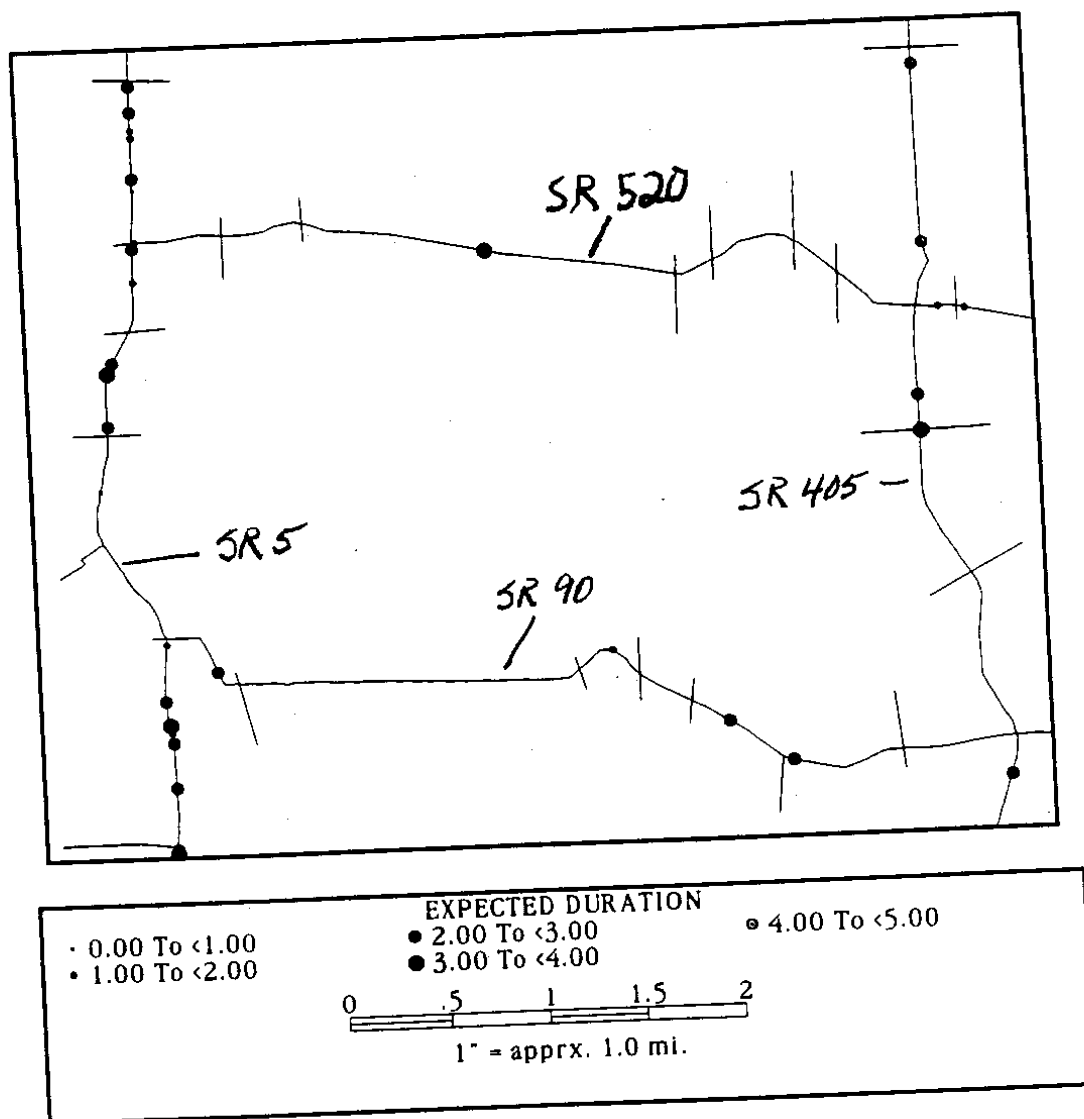 SR 520
SR 405
SR 5
SR 90
EXPECTED DURATION
· 0.00 To <1.00
• 1.00 To <2.00
● 2.00 To <3.00
● 3.00 To <4.00
⊙ 4.00 To <5.00
0 .5 1 1.5 2
1" = apprx. 1.0 mi.